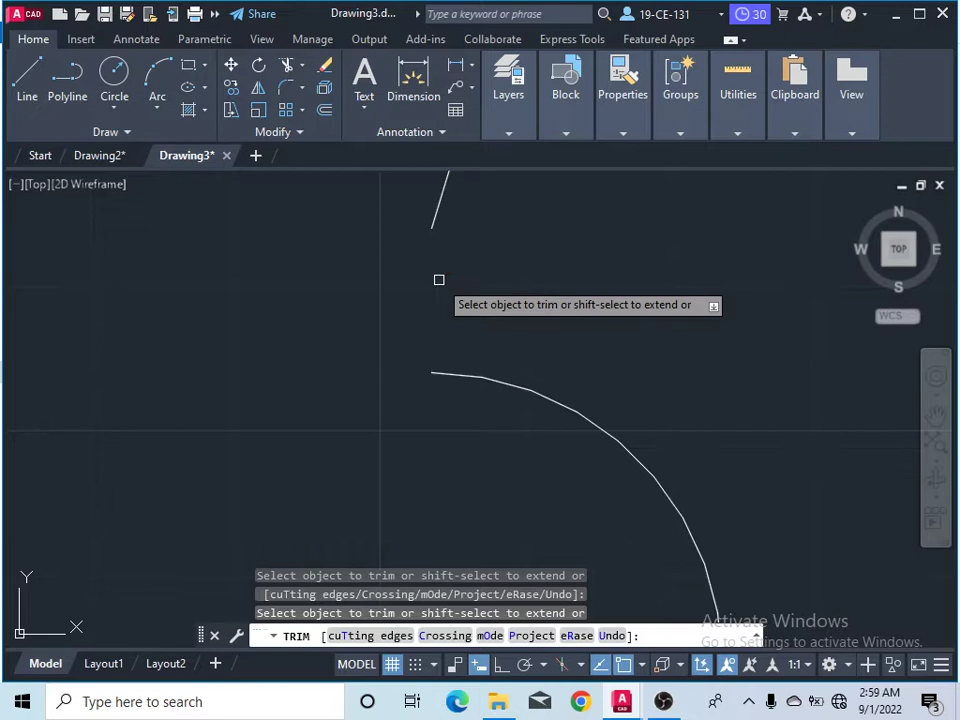 CAD
Share
Drawing3.d...
Type a keyword or phrase
19-CE-131
30
Home
Insert
Annotate
Parametric
View
Manage
Output
Add-ins
Collaborate
Express Tools
Featured Apps
Line
Polyline
Circle
Arc
Text
Dimension
Layers
Block
Properties
Groups
Utilities
Clipboard
View
Draw
Modify
Annotation
Start
Drawing2*
Drawing3*
[−][Top][2D Wireframe]
N
W
TOP
E
S
WCS
Select object to trim or shift-select to extend or
Y
X
Select object to trim or shift-select to extend or
[cuTting edges/Crossing/mOde/Project/eRase/Undo]:
Select object to trim or shift-select to extend or
TRIM [cuTting edges Crossing mOde Project eRase Undo]:
Activate Windows
Go to Settings to activate Windows.
Model
Layout1
Layout2
MODEL
1:1
Type here to search
2:59 AM
9/1/2022
3